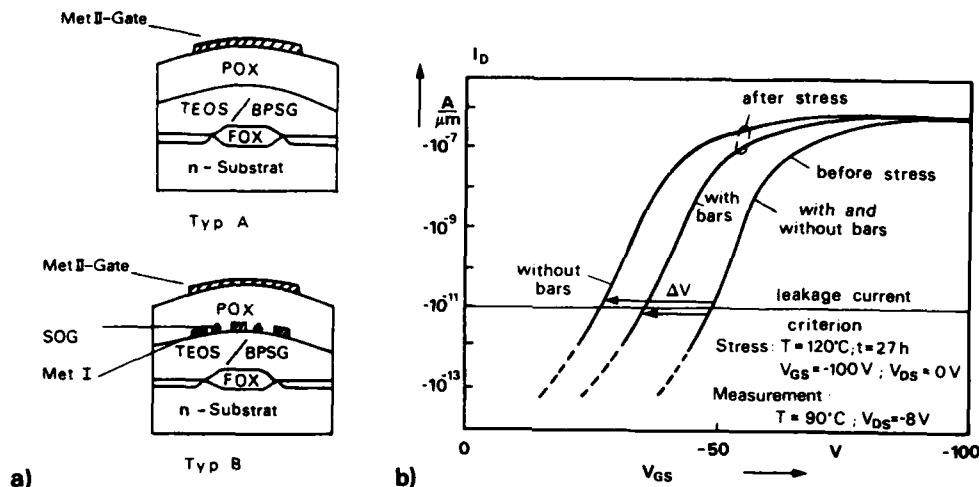 Met II-Gate
POX
TEOS / BPSG
FOX
n - Substrat
Typ A
Met II-Gate
POX
SOG
TEOS / BPSG
Met I
FOX
n - Substrat
Typ B
a)
I_D
A
μm
-10⁻⁷
-10⁻⁹
-10⁻¹¹
-10⁻¹³
after stress
before stress
with
bars
with and
without bars
without
bars
ΔV
leakage current
criterion
Stress: T = 120°C; t = 27 h
V_GS = -100 V ; V_DS = 0 V
Measurement
T = 90°C ; V_DS = -8 V
0
-50
V
-100
V_GS
b)